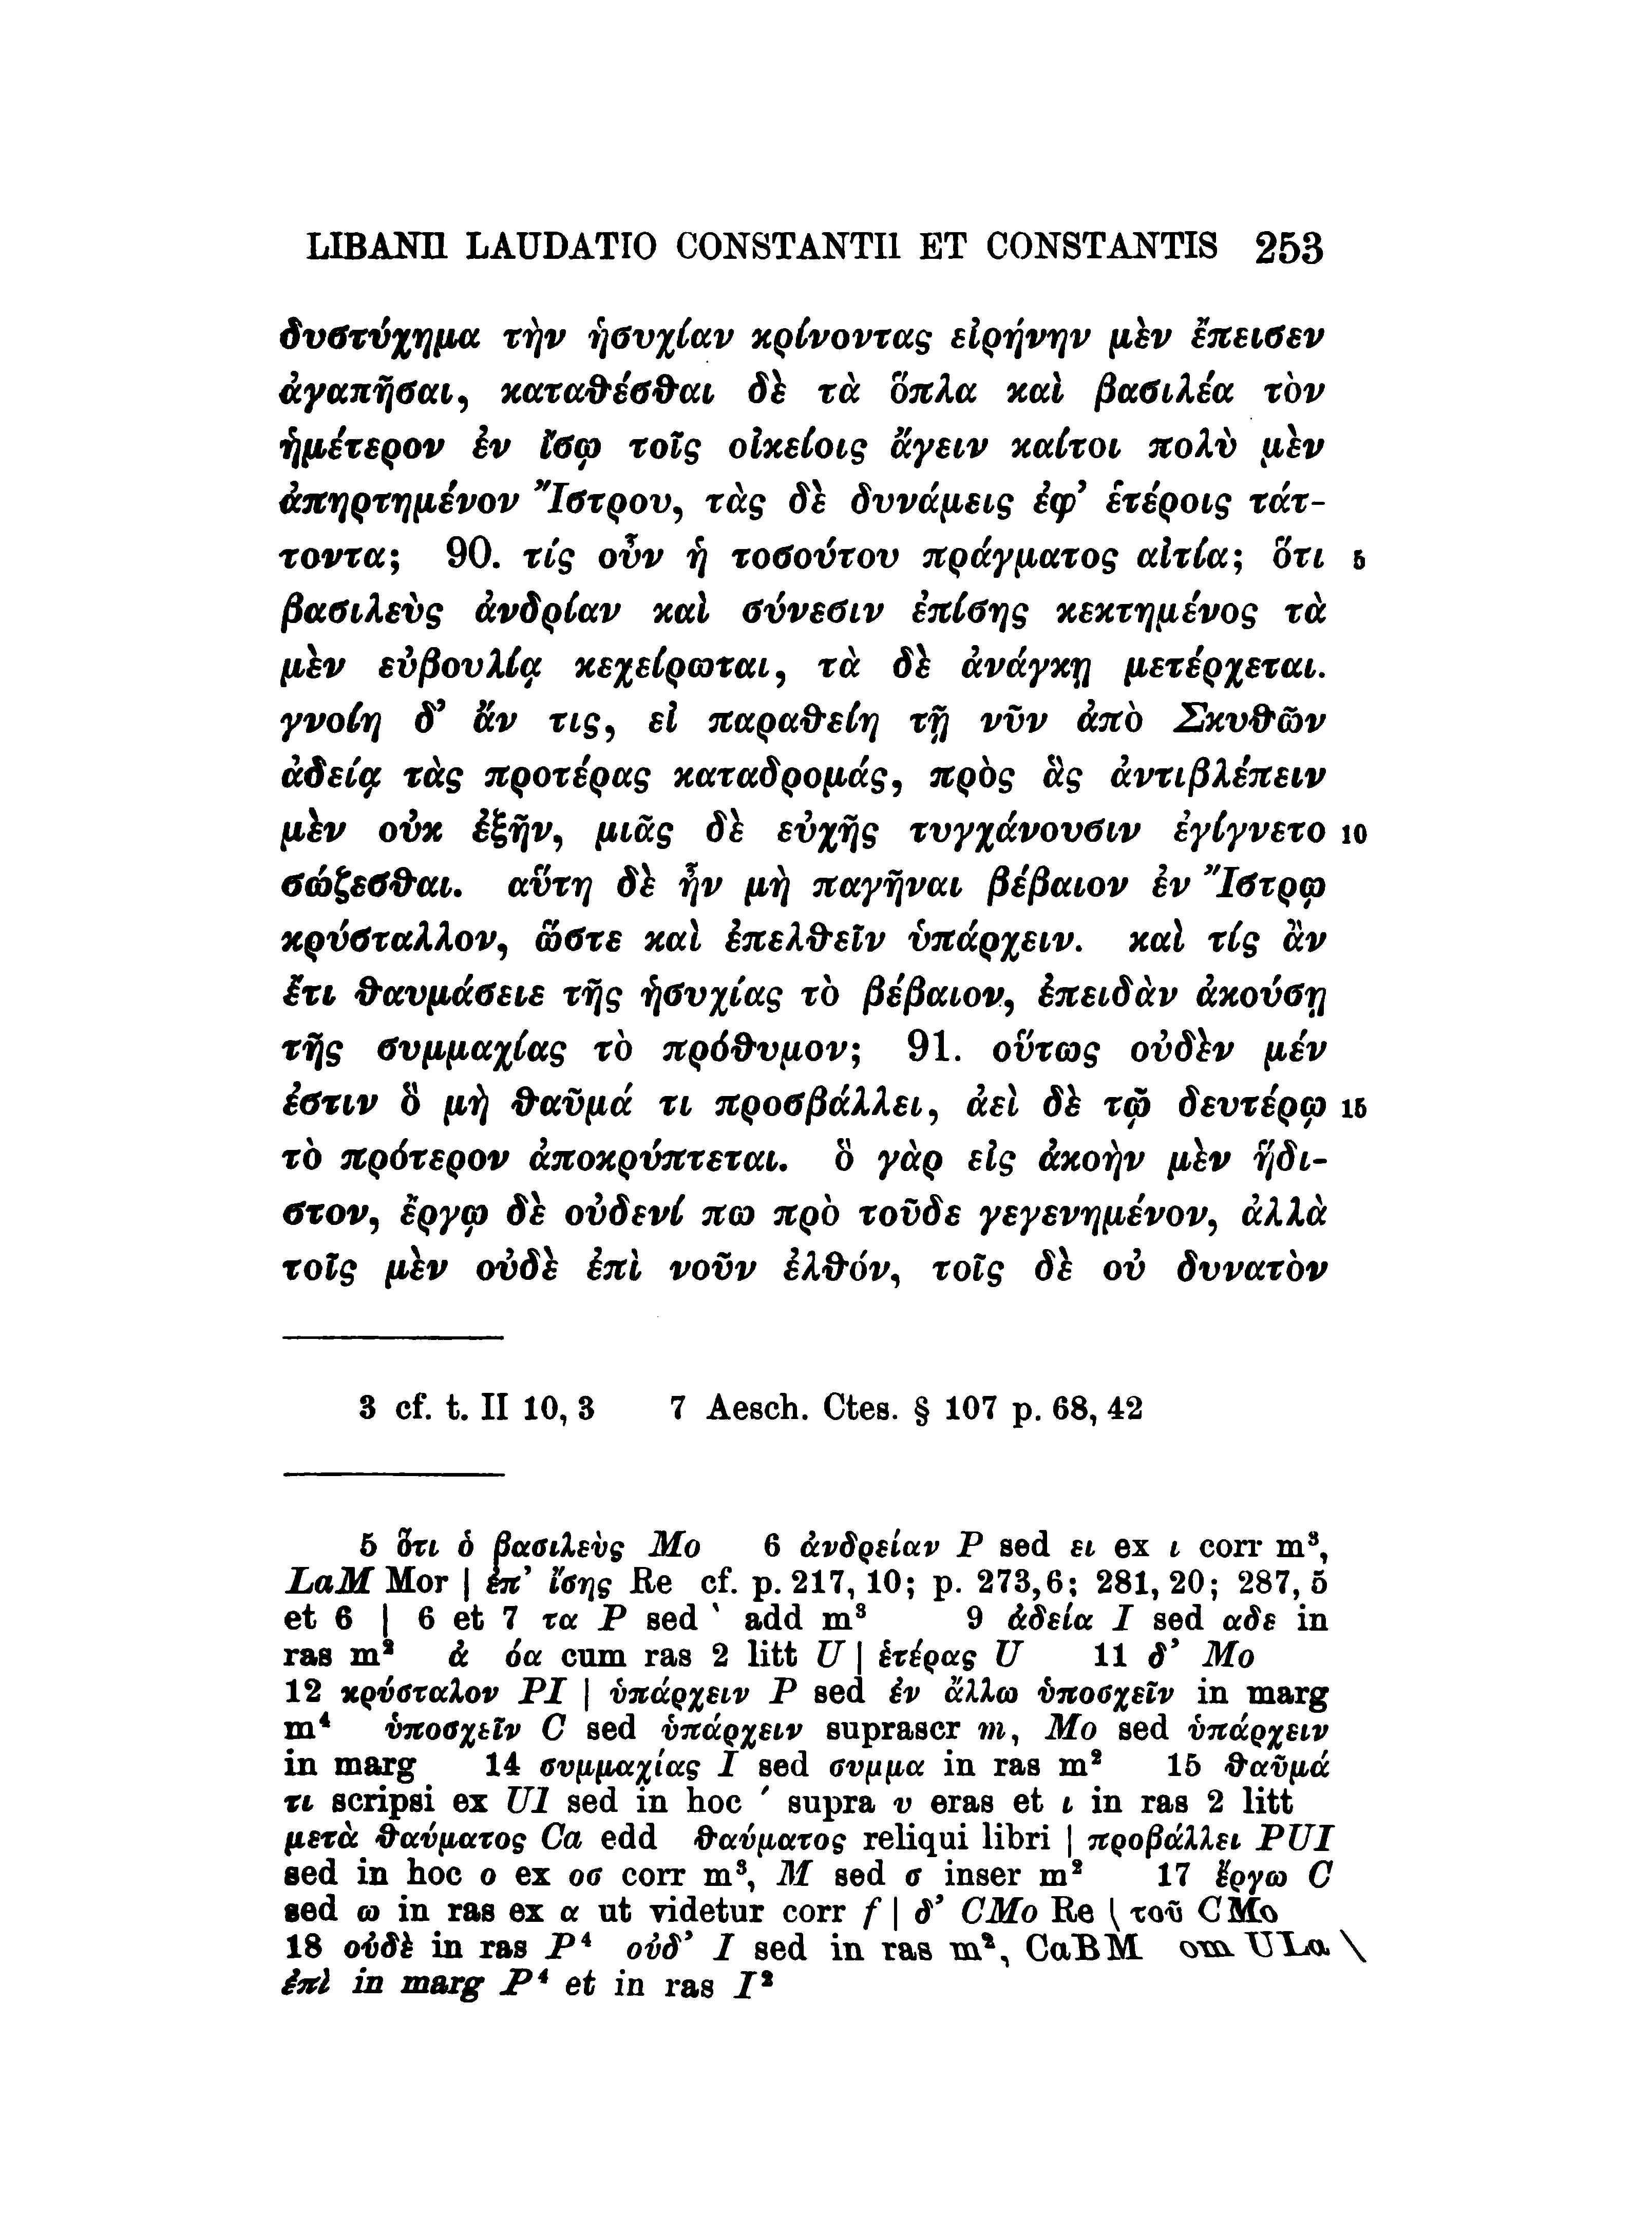 LIBANII LAUDATIO CONSTANTII ET CONSTANTIS 253
δυστύχημα τὴν ἡσυχίαν κρίνοντας εἰρήνην μὲν ἔπεισεν
ἀγαπῆσαι, καταθέσθαι δὲ τὰ ὅπλα καὶ βασιλέα τὸν
ἡμέτερον ἐν ἴσῳ τοῖς οἰκείοις ἄγειν καίτοι πολὺ μὲν
ἀπηρτημένον Ἴστρου, τὰς δὲ δυνάμεις ἐφ’ ἑτέροις τάτ-
τοντα; 90. τίς οὖν ἡ τοσούτου πράγματος αἰτία; ὅτι 5
βασιλεὺς ἀνδρίαν καὶ σύνεσιν ἐπίσης κεκτημένος τὰ
μὲν εὐβουλίᾳ κεχείρωται, τὰ δὲ ἀνάγκῃ μετέρχεται.
γνοίη δ’ ἄν τις, εἰ παραθείη τῇ νῦν ἀπὸ Σκυθῶν
ἀδείᾳ τὰς προτέρας καταδρομάς, πρὸς ἃς ἀντιβλέπειν
μὲν οὐκ ἐξῆν, μιᾶς δὲ εὐχῆς τυγχάνουσιν ἐγίγνετο 10
σώζεσθαι. αὕτη δὲ ἦν μὴ παγῆναι βέβαιον ἐν Ἴστρῳ
κρύσταλλον, ὥστε καὶ ἐπελθεῖν ὑπάρχειν. καὶ τίς ἂν
ἔτι θαυμάσειε τῆς ἡσυχίας τὸ βέβαιον, ἐπειδὰν ἀκούσῃ
τῆς συμμαχίας τὸ πρόθυμον; 91. οὕτως οὐδὲν μέν
ἐστιν ὃ μὴ θαῦμά τι προσβάλλει, ἀεὶ δὲ τῷ δευτέρῳ 15
τὸ πρότερον ἀποκρύπτεται. ὃ γὰρ εἰς ἀκοὴν μὲν ἥδι-
στον, ἔργῳ δὲ οὐδενί πω πρὸ τοῦδε γεγενημένον, ἀλλὰ
τοῖς μὲν οὐδὲ ἐπὶ νοῦν ἐλθόν, τοῖς δὲ οὐ δυνατὸν
3 cf. t. II 10, 3 7 Aesch. Ctes. § 107 p. 68, 42
5 ὅτι ὁ βασιλεὺς Mo 6 ἀνδρείαν P sed ει ex ι corr m³,
LaM Mor | ἐπ’ ἴσης Re cf. p. 217, 10; p. 273,6; 281, 20; 287, 5
et 6 | 6 et 7 τα P sed ` add m³ 9 ἀδεία I sed αδε in
ras m² ἀ όα cum ras 2 litt U | ἑτέρας U 11 δ’ Mo
12 κρύσταλον PI | ὑπάρχειν P sed ἐν ἄλλω ὑποσχεῖν in marg
m⁴ ὑποσχεῖν C sed ὑπάρχειν suprascr m, Mo sed ὑπάρχειν
in marg 14 συμμαχίας I sed συμμα in ras m² 15 θαῦμά
τι scripsi ex UI sed in hoc ´ supra υ eras et ι in ras 2 litt
μετὰ θαύματος Ca edd θαύματος reliqui libri | προβάλλει PUI
sed in hoc ο ex οσ corr m³, M sed σ inser m² 17 ἔργω C
sed ω in ras ex α ut videtur corr f | δ’ CMo Re | τοῦ CMo
18 οὐδὲ in ras P⁴ οὐδ’ I sed in ras m², CaBM om ULa \
ἐπὶ in marg P⁴ et in ras I²